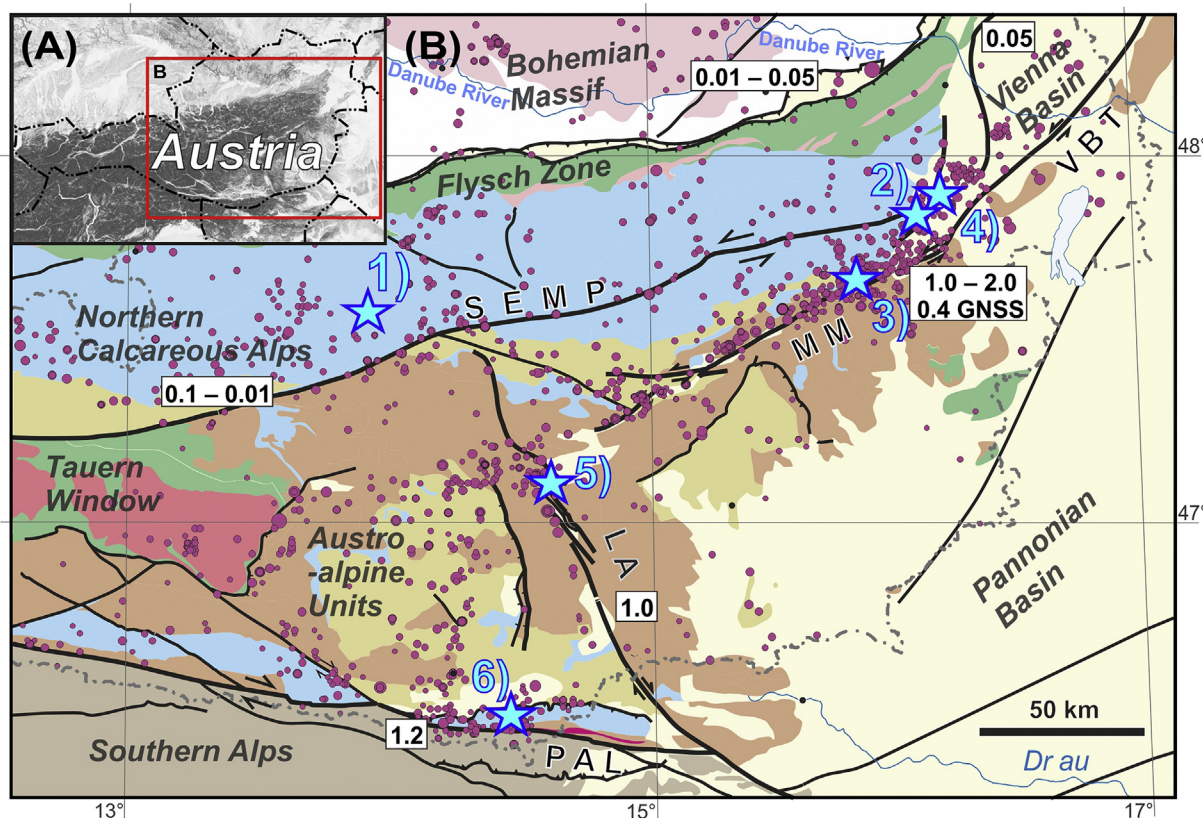 (A)
B
Austria
(B)
Bohemian
Massif
Danube River
Danube River
0.01 – 0.05
0.05
Vienna
Basin
VBT
48°
Flysch Zone
1)
2)
4)
3)
1.0 – 2.0
0.4 GNSS
SEMP
MM
Northern
Calcareous Alps
0.1 – 0.01
Tauern
Window
5)
47°
Austro
-alpine
Units
LA
1.0
Pannonian
Basin
6)
1.2
PAL
Southern Alps
50 km
Drau
13°
15°
17°